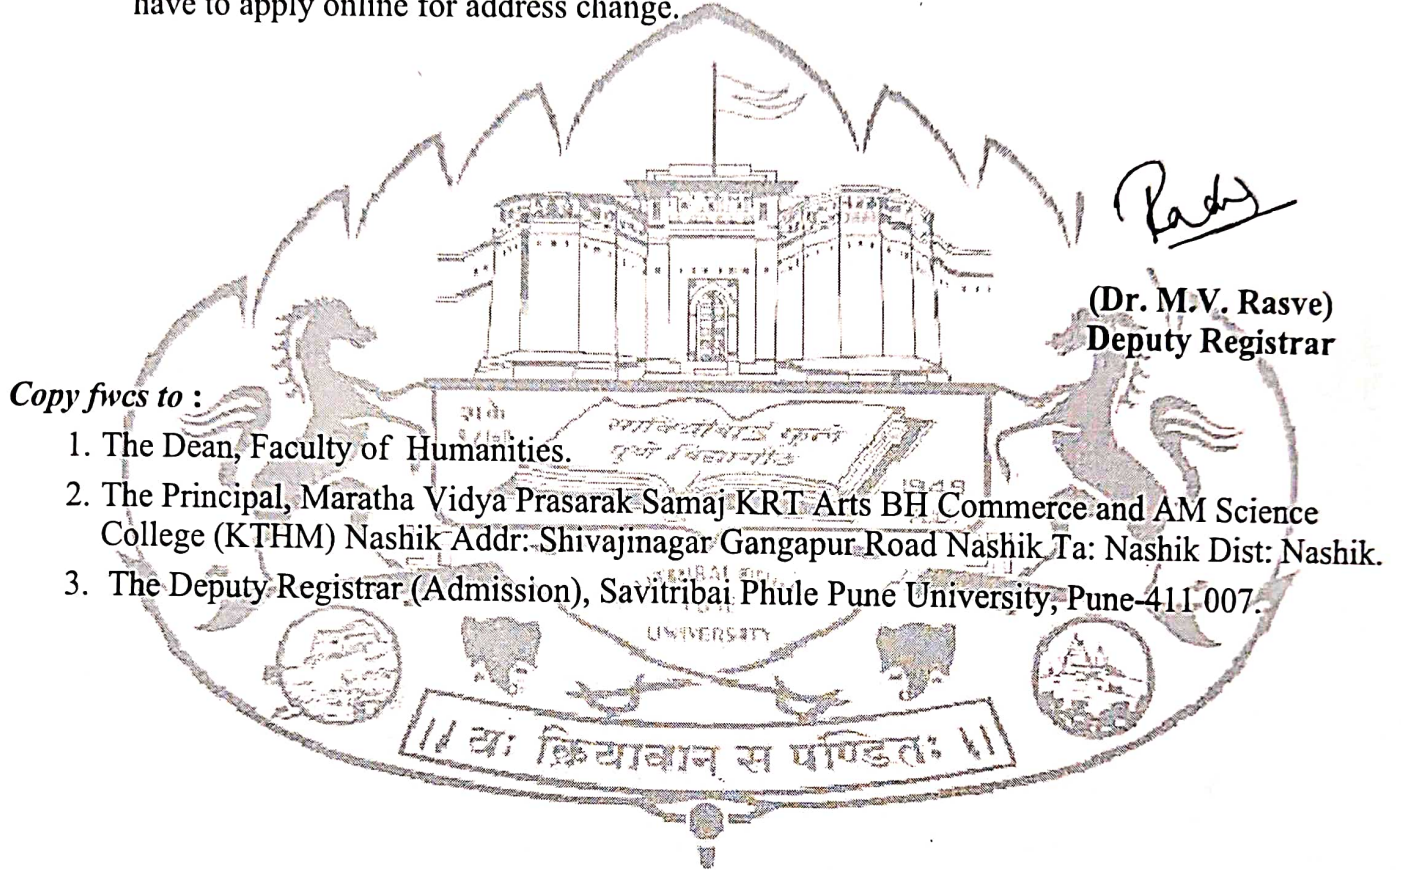 have to apply online for address change.
(Dr. M.V. Rasve)
Deputy Registrar
Copy fwcs to :
1. The Dean, Faculty of Humanities.
शके
सावित्रीबाई फुले
पुणे विद्यापीठ
1949
2. The Principal, Maratha Vidya Prasarak Samaj KRT Arts BH Commerce and AM Science
College (KTHM) Nashik Addr: Shivajinagar Gangapur Road Nashik Ta: Nashik Dist: Nashik.
3. The Deputy Registrar (Admission), Savitribai Phule Pune University, Pune-411 007.
UNIVERSITY
॥ यः क्रियावान् स पण्डितः ॥